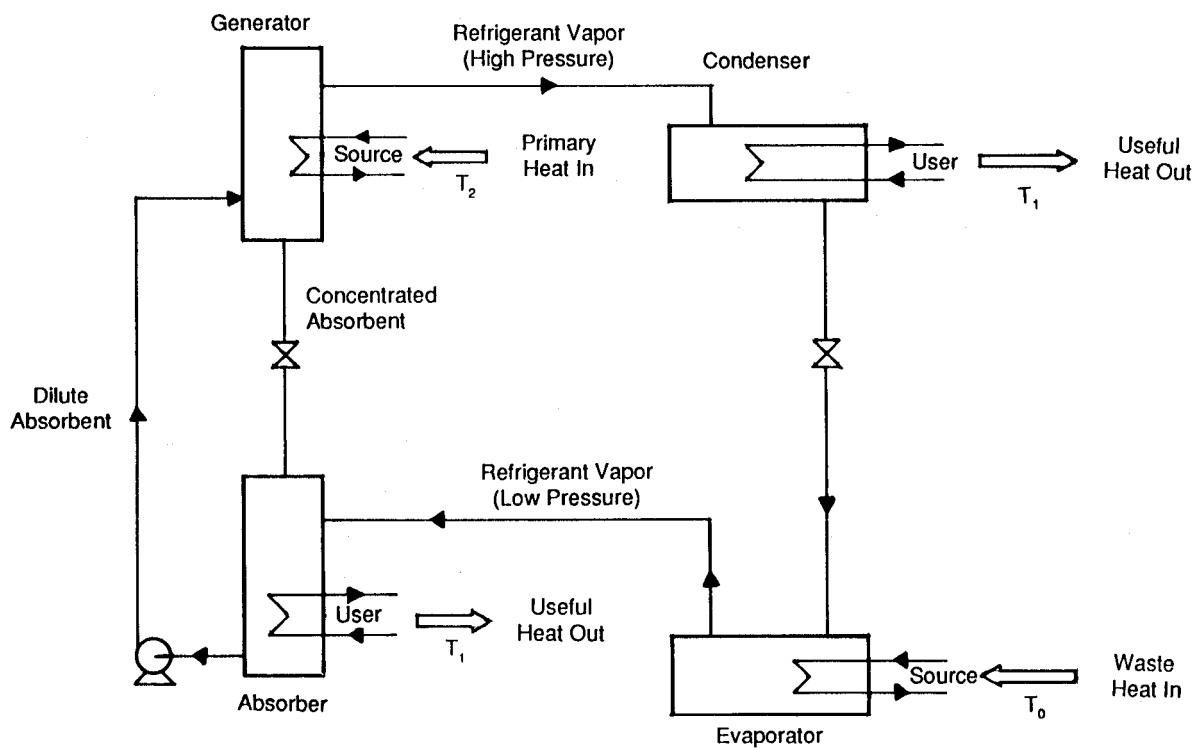 Generator
Refrigerant Vapor
(High Pressure)
Condenser
Source
Primary
Heat In
T2
User
Useful
Heat Out
T1
Concentrated
Absorbent
Dilute
Absorbent
Refrigerant Vapor
(Low Pressure)
User
Useful
Heat Out
T1
Absorber
Source
Waste
Heat In
T0
Evaporator